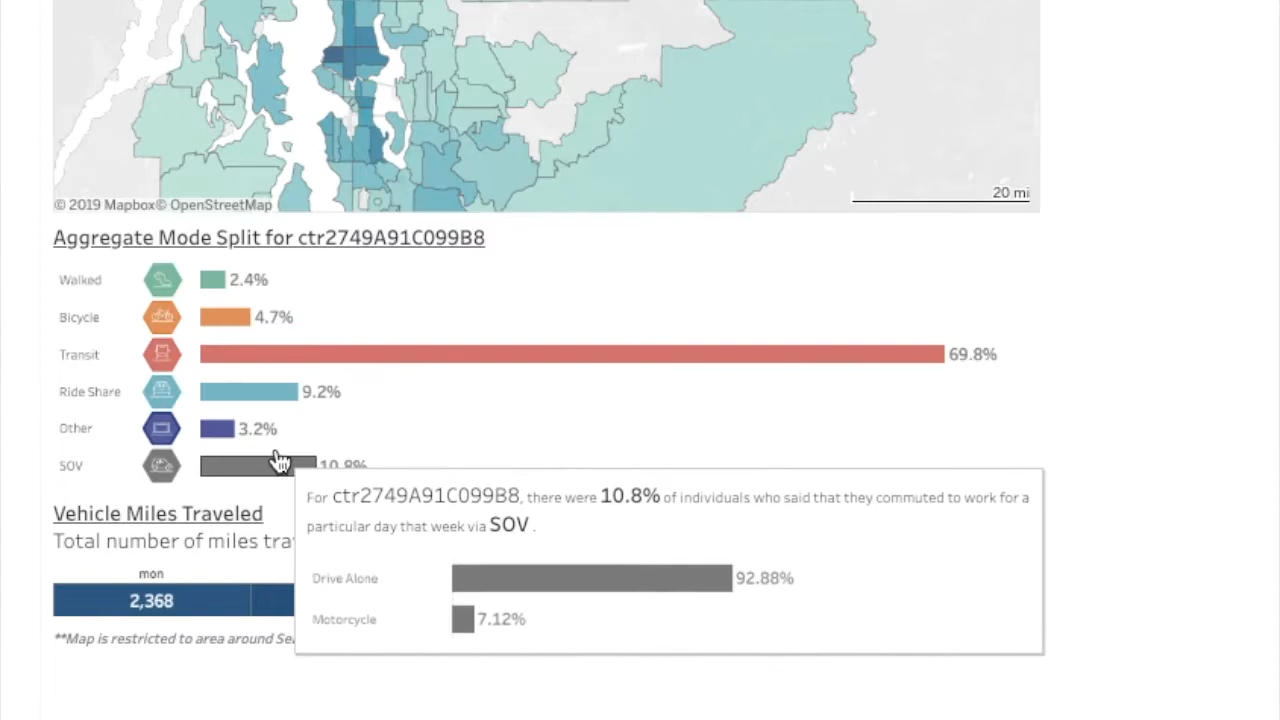 20 mi
© 2019 Mapbox© OpenStreetMap
Aggregate Mode Split for ctr2749A91C099B8
Walked 2.4%
Bicycle 4.7%
Transit 69.8%
Ride Share 9.2%
Other 3.2%
SOV 10.8%
For ctr2749A91C099B8, there were 10.8% of individuals who said that they commuted to work for a
particular day that week via SOV .
Drive Alone 92.88%
Motorcycle 7.12%
Vehicle Miles Traveled
Total number of miles
mon
2,368
**Map is restricted to area around